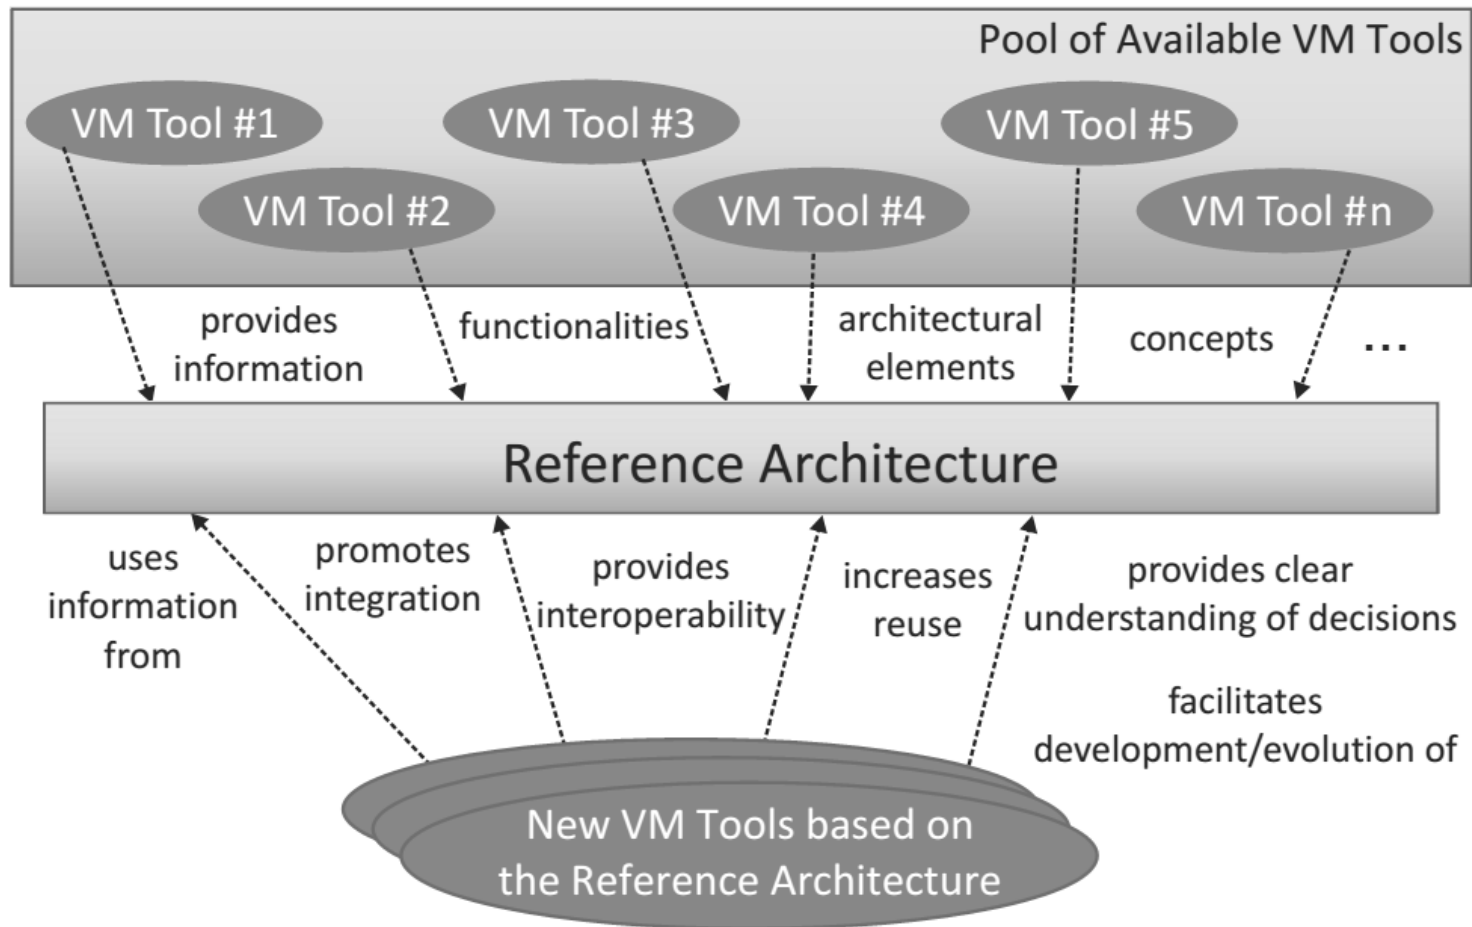 Pool of Available VM Tools
VM Tool #1
VM Tool #3
VM Tool #5
VM Tool #2
VM Tool #4
VM Tool #n
provides
information
functionalities
architectural
elements
concepts
...
Reference Architecture
uses
information
from
promotes
integration
provides
interoperability
increases
reuse
provides clear
understanding of decisions
facilitates
development/evolution of
New VM Tools based on
the Reference Architecture